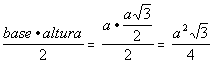 (base • altura)/2 = (a • (a√3)/2)/2 = (a²√3)/4